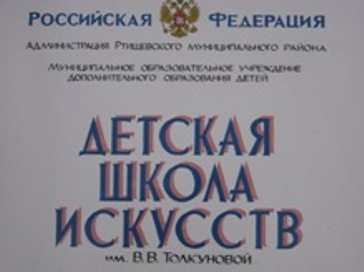 Российская Федерация
Администрация Ртищевского муниципального района
Муниципальное образовательное учреждение
дополнительного образования детей
ДЕТСКАЯ
ШКОЛА
ИСКУССТВ
им. В.В. Толкуновой